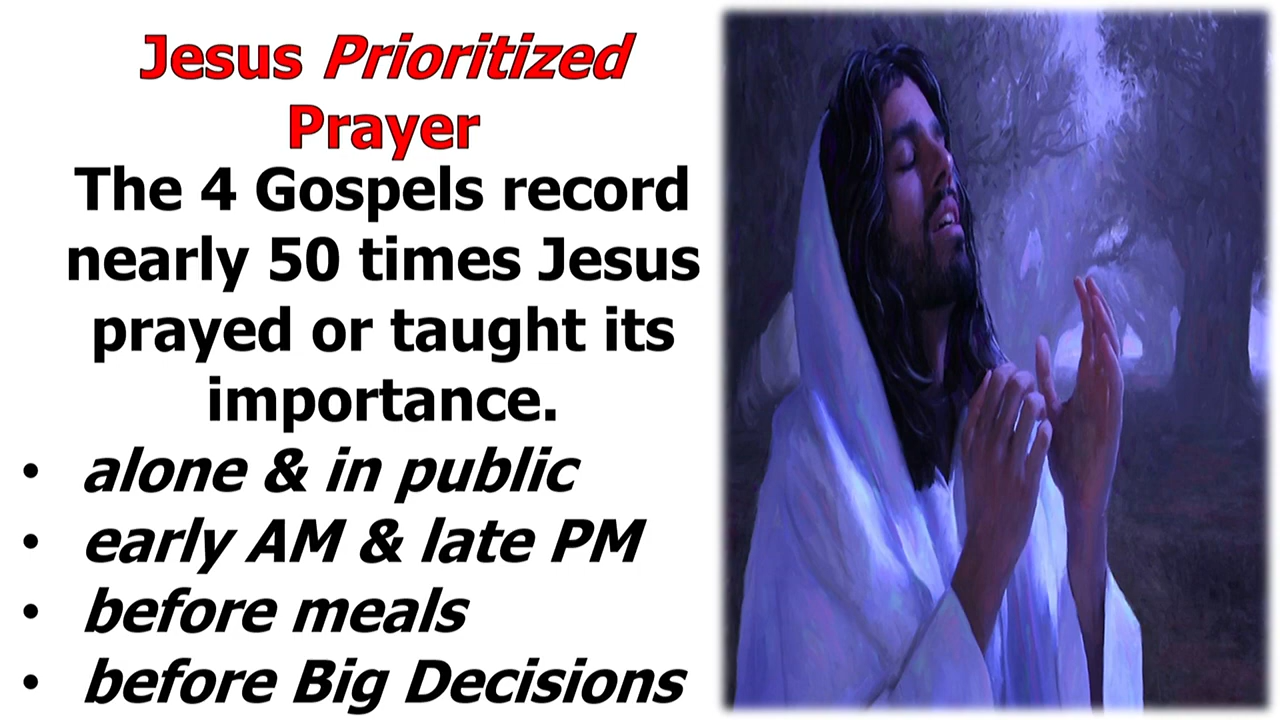 Jesus Prioritized
Prayer
The 4 Gospels record
nearly 50 times Jesus
prayed or taught its
importance.
• alone & in public
• early AM & late PM
• before meals
• before Big Decisions